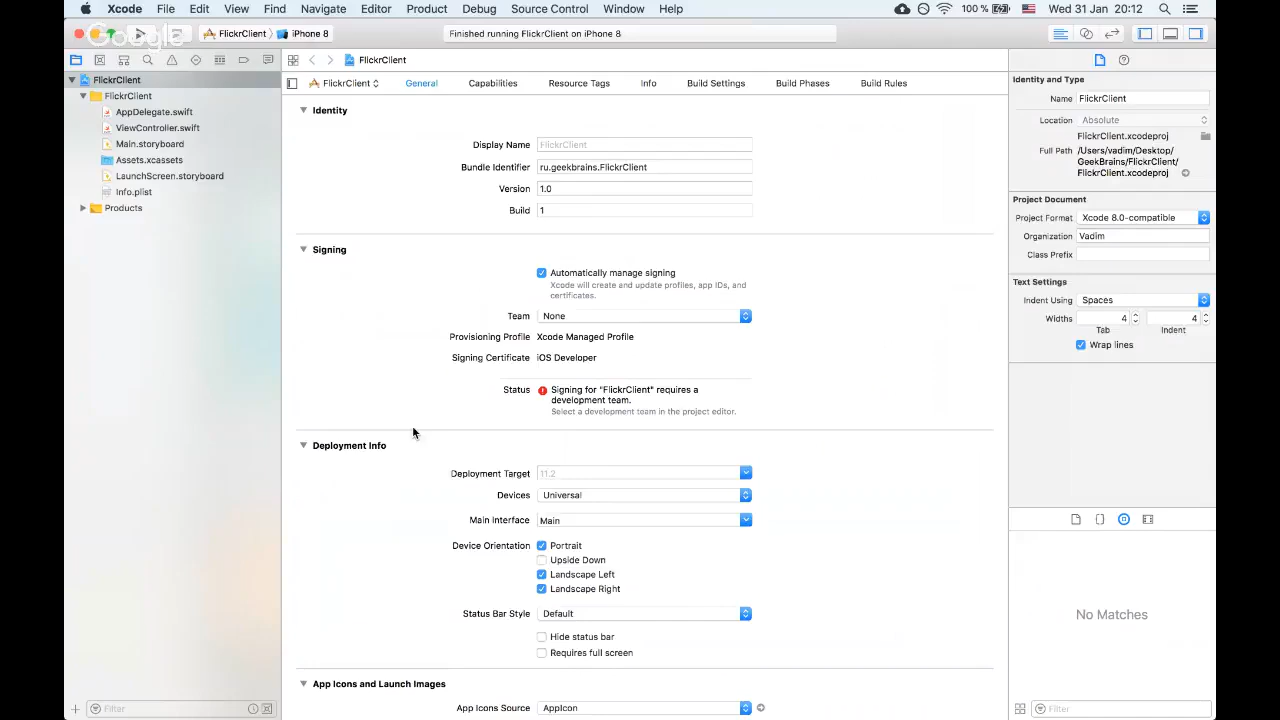 Xcode File Edit View Find Navigate Editor Product Debug Source Control Window Help 100 % Wed 31 Jan 20:12
Google
FlickrClient iPhone 8 Finished running FlickrClient on iPhone 8
FlickrClient
FlickrClient
FlickrClient
AppDelegate.swift
ViewController.swift
Main.storyboard
Assets.xcassets
LaunchScreen.storyboard
Info.plist
Products
Filter
FlickrClient General Capabilities Resource Tags Info Build Settings Build Phases Build Rules
Identity
Display Name FlickrClient
Bundle Identifier ru.geekbrains.FlickrClient
Version 1.0
Build 1
Signing
Automatically manage signing
Xcode will create and update profiles, app IDs, and
certificates.
Team None
Provisioning Profile Xcode Managed Profile
Signing Certificate iOS Developer
Status Signing for "FlickrClient" requires a
development team.
Select a development team in the project editor.
Deployment Info
Deployment Target 11.2
Devices Universal
Main Interface Main
Device Orientation Portrait
Upside Down
Landscape Left
Landscape Right
Status Bar Style Default
Hide status bar
Requires full screen
App Icons and Launch Images
App Icons Source AppIcon
Identity and Type
Name FlickrClient
Location Absolute
FlickrClient.xcodeproj
Full Path /Users/vadim/Desktop/
GeekBrains/FlickrClient/
FlickrClient.xcodeproj
Project Document
Project Format Xcode 8.0-compatible
Organization Vadim
Class Prefix
Text Settings
Indent Using Spaces
Widths 4 4
Tab Indent
Wrap lines
No Matches
Filter